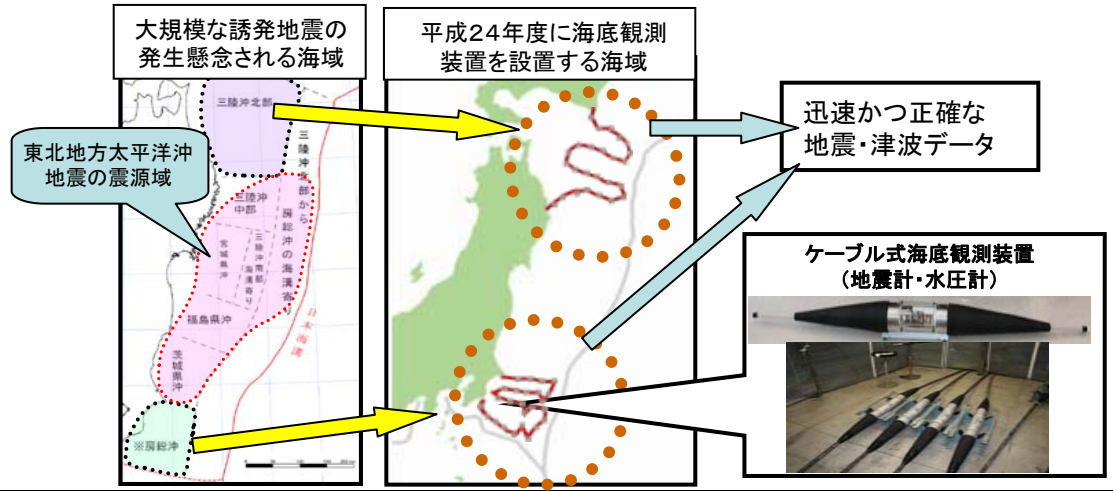 大規模な誘発地震の
発生懸念される海域
平成24年度に海底観測
装置を設置する海域
迅速かつ正確な
地震・津波データ
東北地方太平洋沖
地震の震源域
三陸沖北部
三陸沖北部から
房総沖の海溝寄り
三陸沖
中部
宮城県沖
三陸沖南部
海溝寄り
福島県沖
茨城県沖
日本海溝
※房総沖
ケーブル式海底観測装置
(地震計・水圧計)